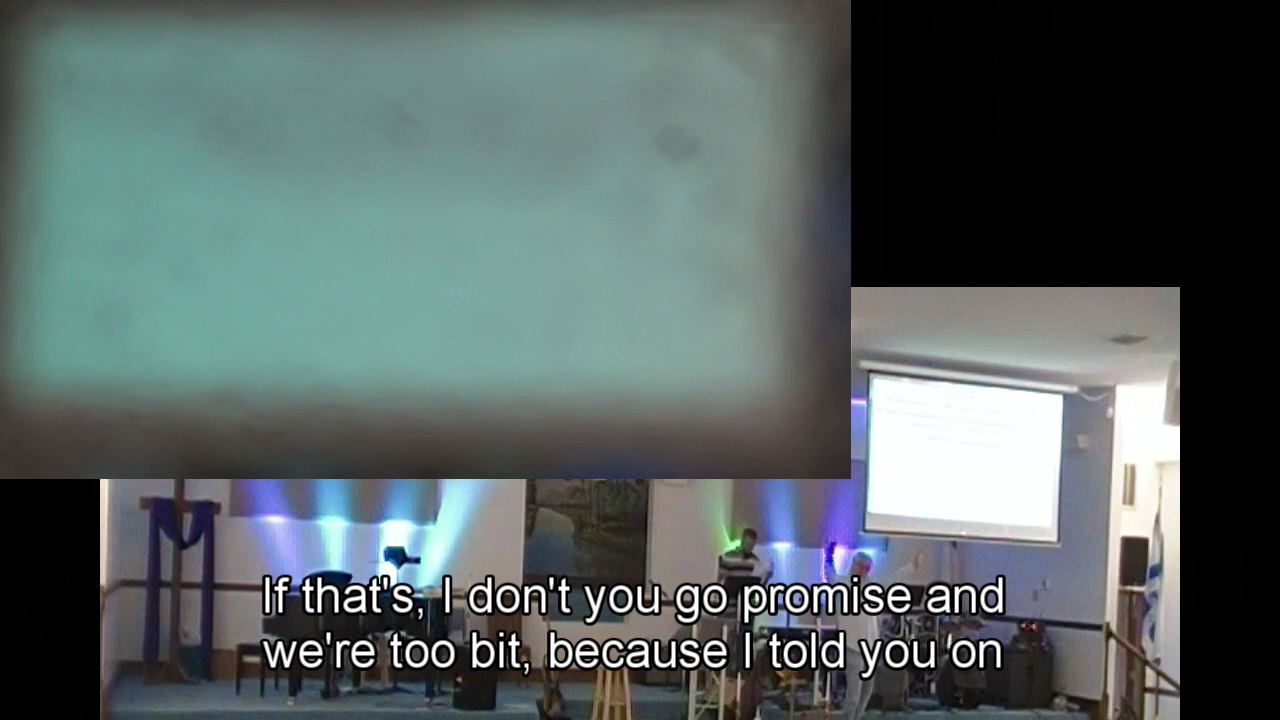 If that's, I don't you go promise and
we're too bit, because I told you on